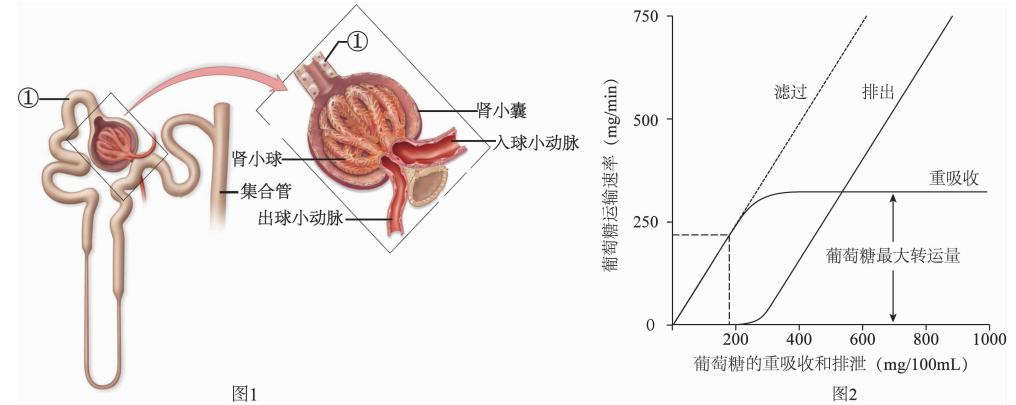 ①
①
肾小囊
入球小动脉
肾小球
集合管
出球小动脉
图1
葡萄糖运输速率（mg/min）
750
500
250
0
滤过
排出
重吸收
葡萄糖最大转运量
200
400
600
800
1000
葡萄糖的重吸收和排泄（mg/100mL）
图2